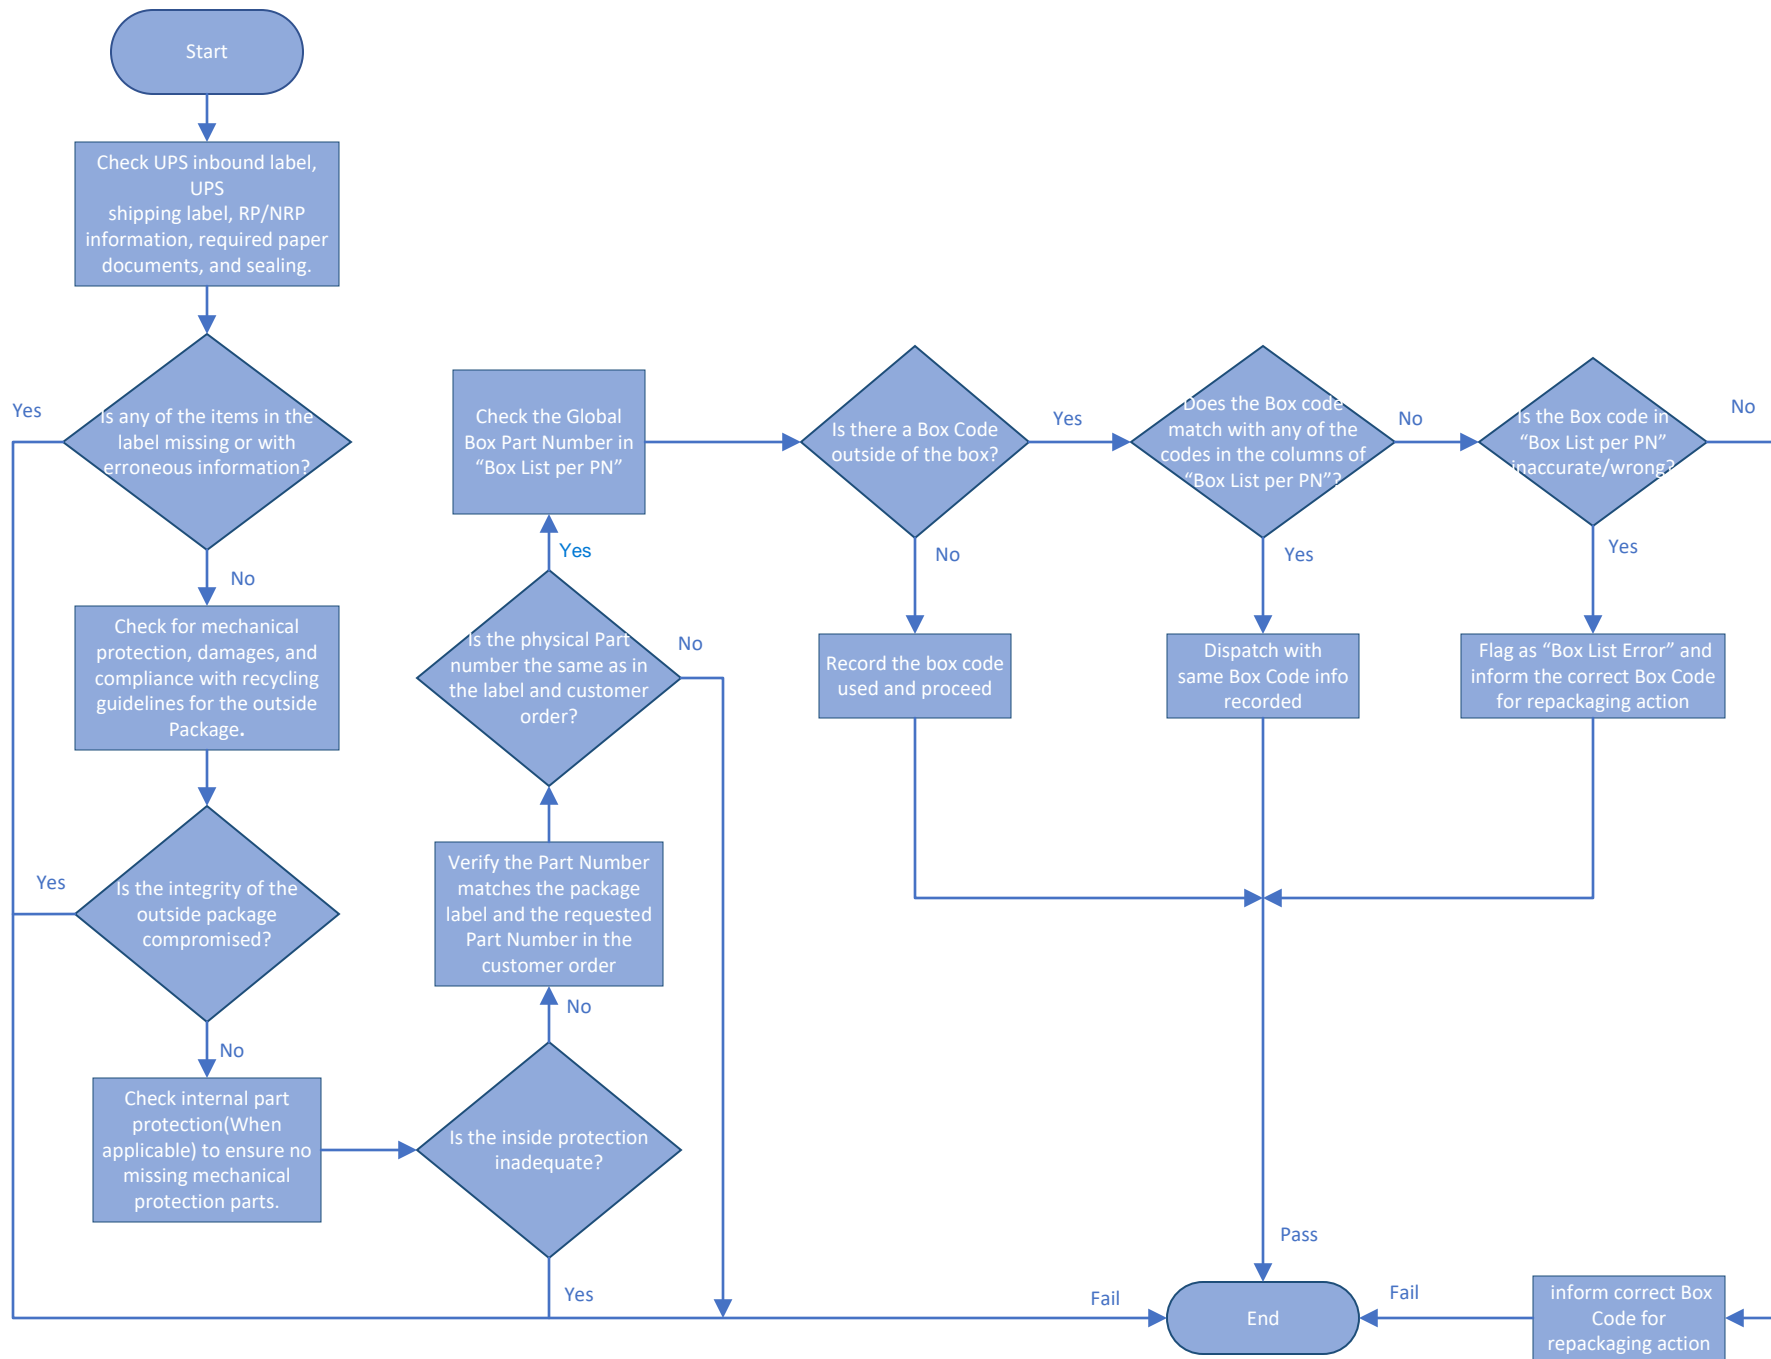 Start
Check UPS inbound label,
UPS
shipping label, RP/NRP
information, required paper
documents, and sealing.
Yes
Is any of the items in the
label missing or with
erroneous information?
No
Check for mechanical
protection, damages, and
compliance with recycling
guidelines for the outside
Package.
Yes
Is the integrity of the
outside package
compromised?
No
Check internal part
protection(When
applicable) to ensure no
missing mechanical
protection parts.
Is the inside protection
inadequate?
Yes
No
Verify the Part Number
matches the package
label and the requested
Part Number in the
customer order
Is the physical Part
number the same as in
the label and customer
order?
No
Yes
Check the Global
Box Part Number in
“Box List per PN”
Is there a Box Code
outside of the box?
Yes
No
Record the box code
used and proceed
Does the Box code
match with any of the
codes in the columns of
“Box List per PN”?
No
Yes
Dispatch with
same Box Code info
recorded
Is the Box code in
“Box List per PN”
inaccurate/wrong?
No
Yes
Flag as “Box List Error” and
inform the correct Box Code
for repackaging action
Pass
Fail
End
Fail
inform correct Box
Code for
repackaging action